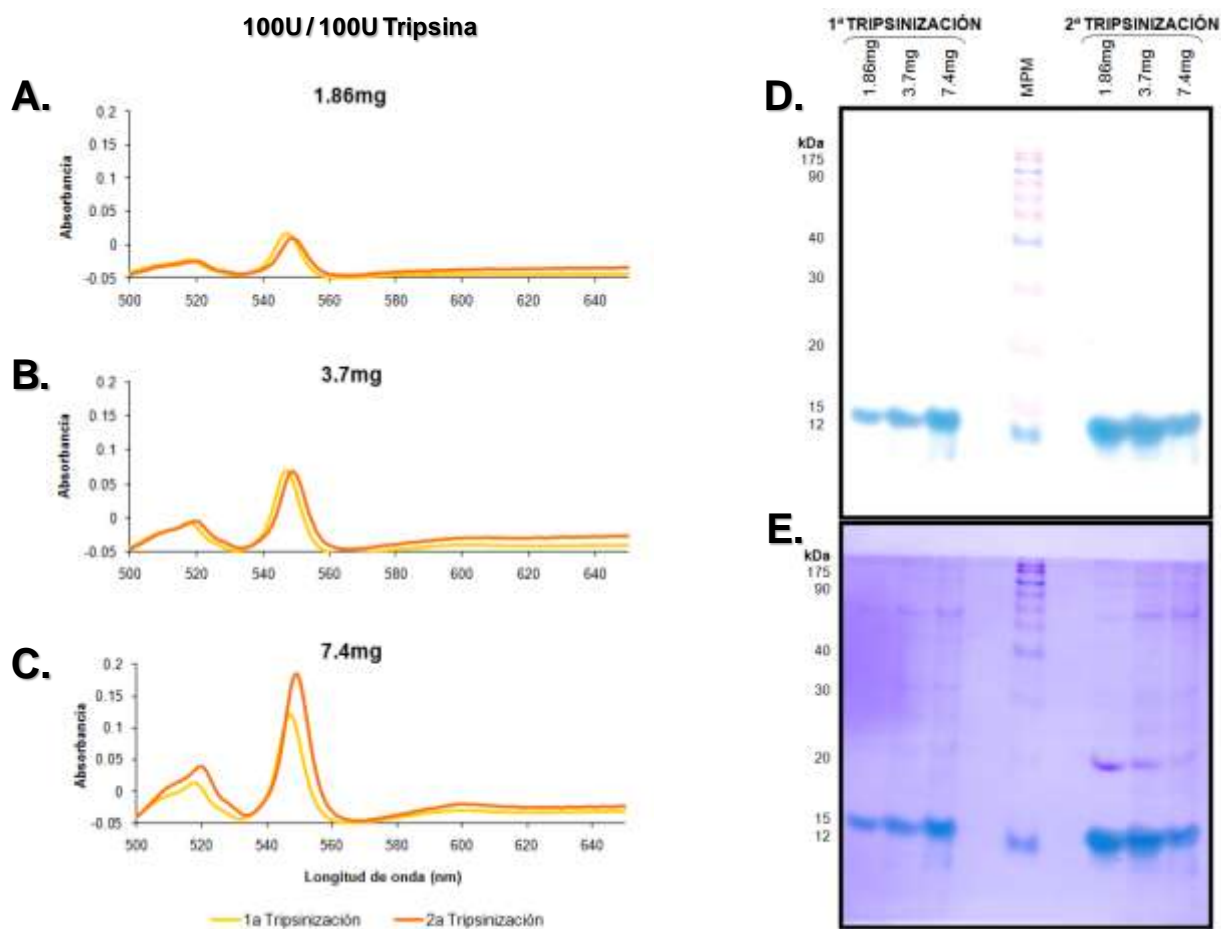 100U / 100U Tripsina
A.
1.86mg
Absorbancia
0.2
0.15
0.1
0.05
0
-0.05
500 520 540 560 580 600 620 640
B.
3.7mg
Absorbancia
0.2
0.15
0.1
0.05
0
-0.05
500 520 540 560 580 600 620 640
C.
7.4mg
Absorbancia
0.2
0.15
0.1
0.05
0
-0.05
500 520 540 560 580 600 620 640
Longitud de onda (nm)
1a Tripsinización 2a Tripsinización
1ª TRIPSINIZACIÓN 2ª TRIPSINIZACIÓN
1.86mg 3.7mg 7.4mg MPM 1.86mg 3.7mg 7.4mg
D.
kDa
175
90
40
30
20
15
12
E.
kDa
175
90
40
30
20
15
12